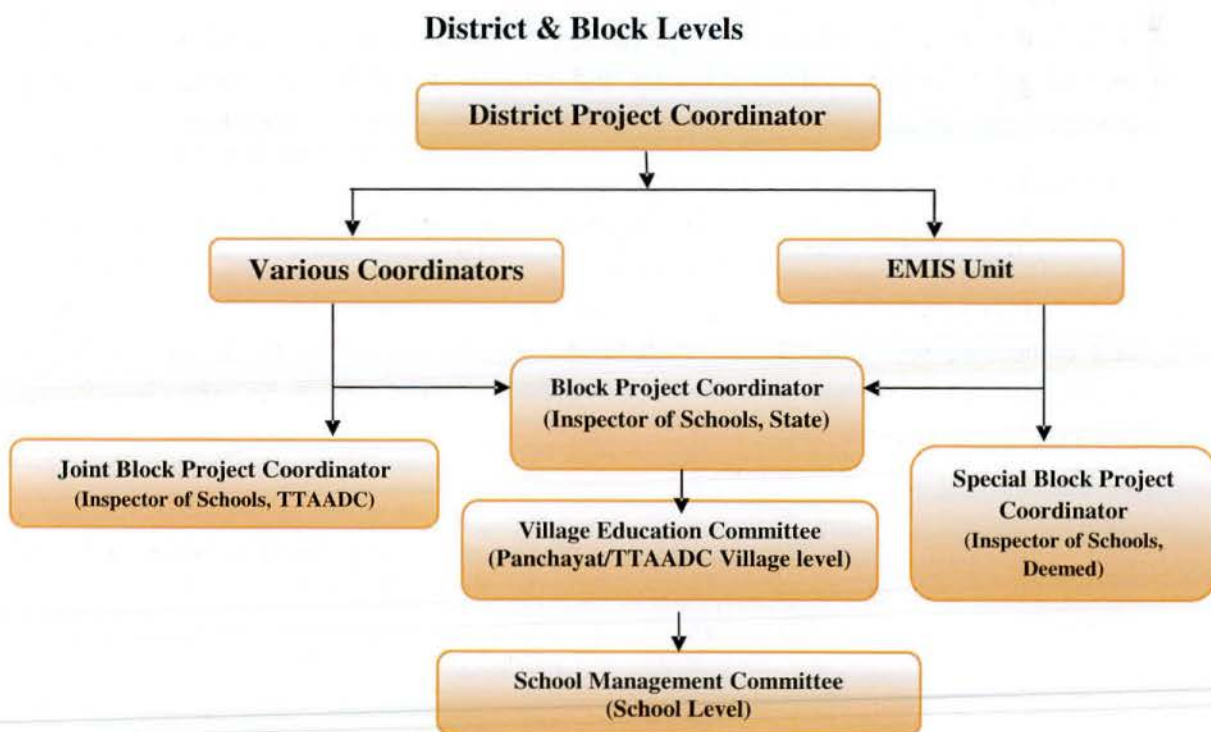 District & Block Levels
District Project Coordinator
Various Coordinators
EMIS Unit
Block Project Coordinator
(Inspector of Schools, State)
Joint Block Project Coordinator
(Inspector of Schools, TTAADC)
Special Block Project
Coordinator
(Inspector of Schools,
Deemed)
Village Education Committee
(Panchayat/TTAADC Village level)
School Management Committee
(School Level)